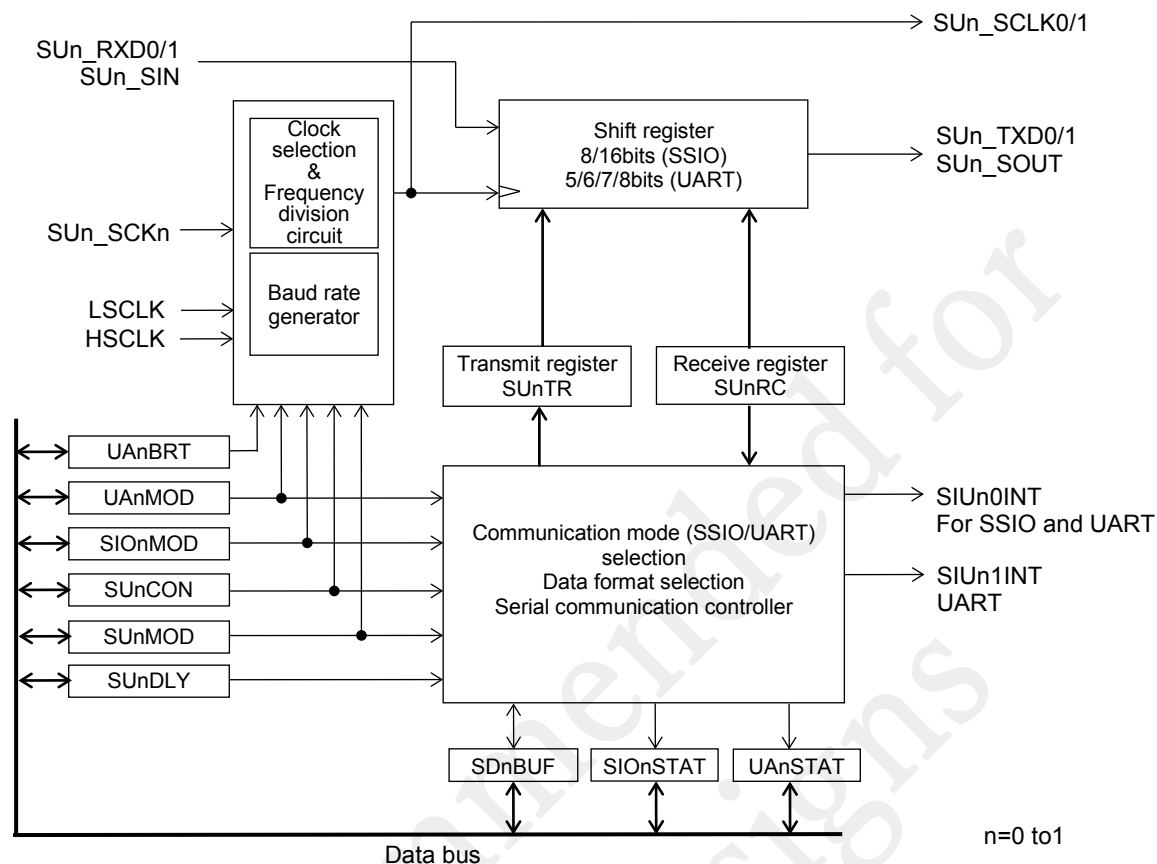 SUn_SCLK0/1
SUn_RXD0/1
SUn_SIN
Clock
selection
&
Frequency
division
circuit
Shift register
8/16bits (SSIO)
5/6/7/8bits (UART)
SUn_TXD0/1
SUn_SOUT
SUn_SCKn
LSCLK
HSCLK
Baud rate
generator
Transmit register
SUnTR
Receive register
SUnRC
UAnBRT
UAnMOD
SIOnMOD
SUnCON
SUnMOD
SUnDLY
Communication mode (SSIO/UART)
selection
Data format selection
Serial communication controller
SIUn0INT
For SSIO and UART
SIUn1INT
UART
SDnBUF
SIOnSTAT
UAnSTAT
Data bus
n=0 to1
mmended for
signs